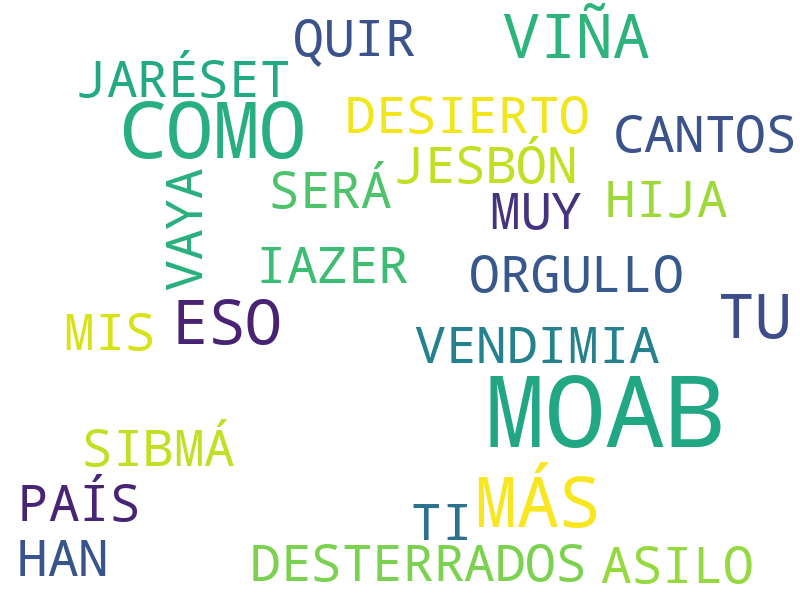 QUIR
VIÑA
JARÉSET
COMO
DESIERTO
CANTOS
JESBÓN
SERÁ
VAYA
MUY
HIJA
IAZER
ORGULLO
MIS
ESO
TU
VENDIMIA
MOAB
SIBMÁ
PAÍS
MÁS
TI
HAN
DESTERRADOS
ASILO